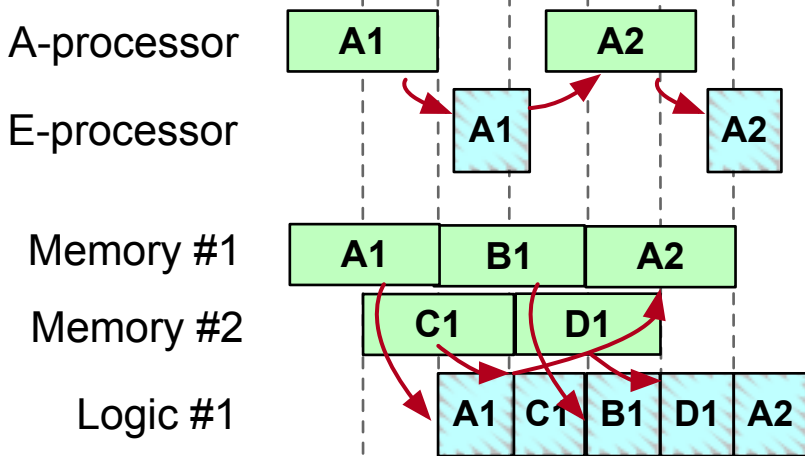 A-processor A1 A2
E-processor A1 A2
Memory #1 A1 B1 A2
Memory #2 C1 D1
Logic #1 A1 C1 B1 D1 A2